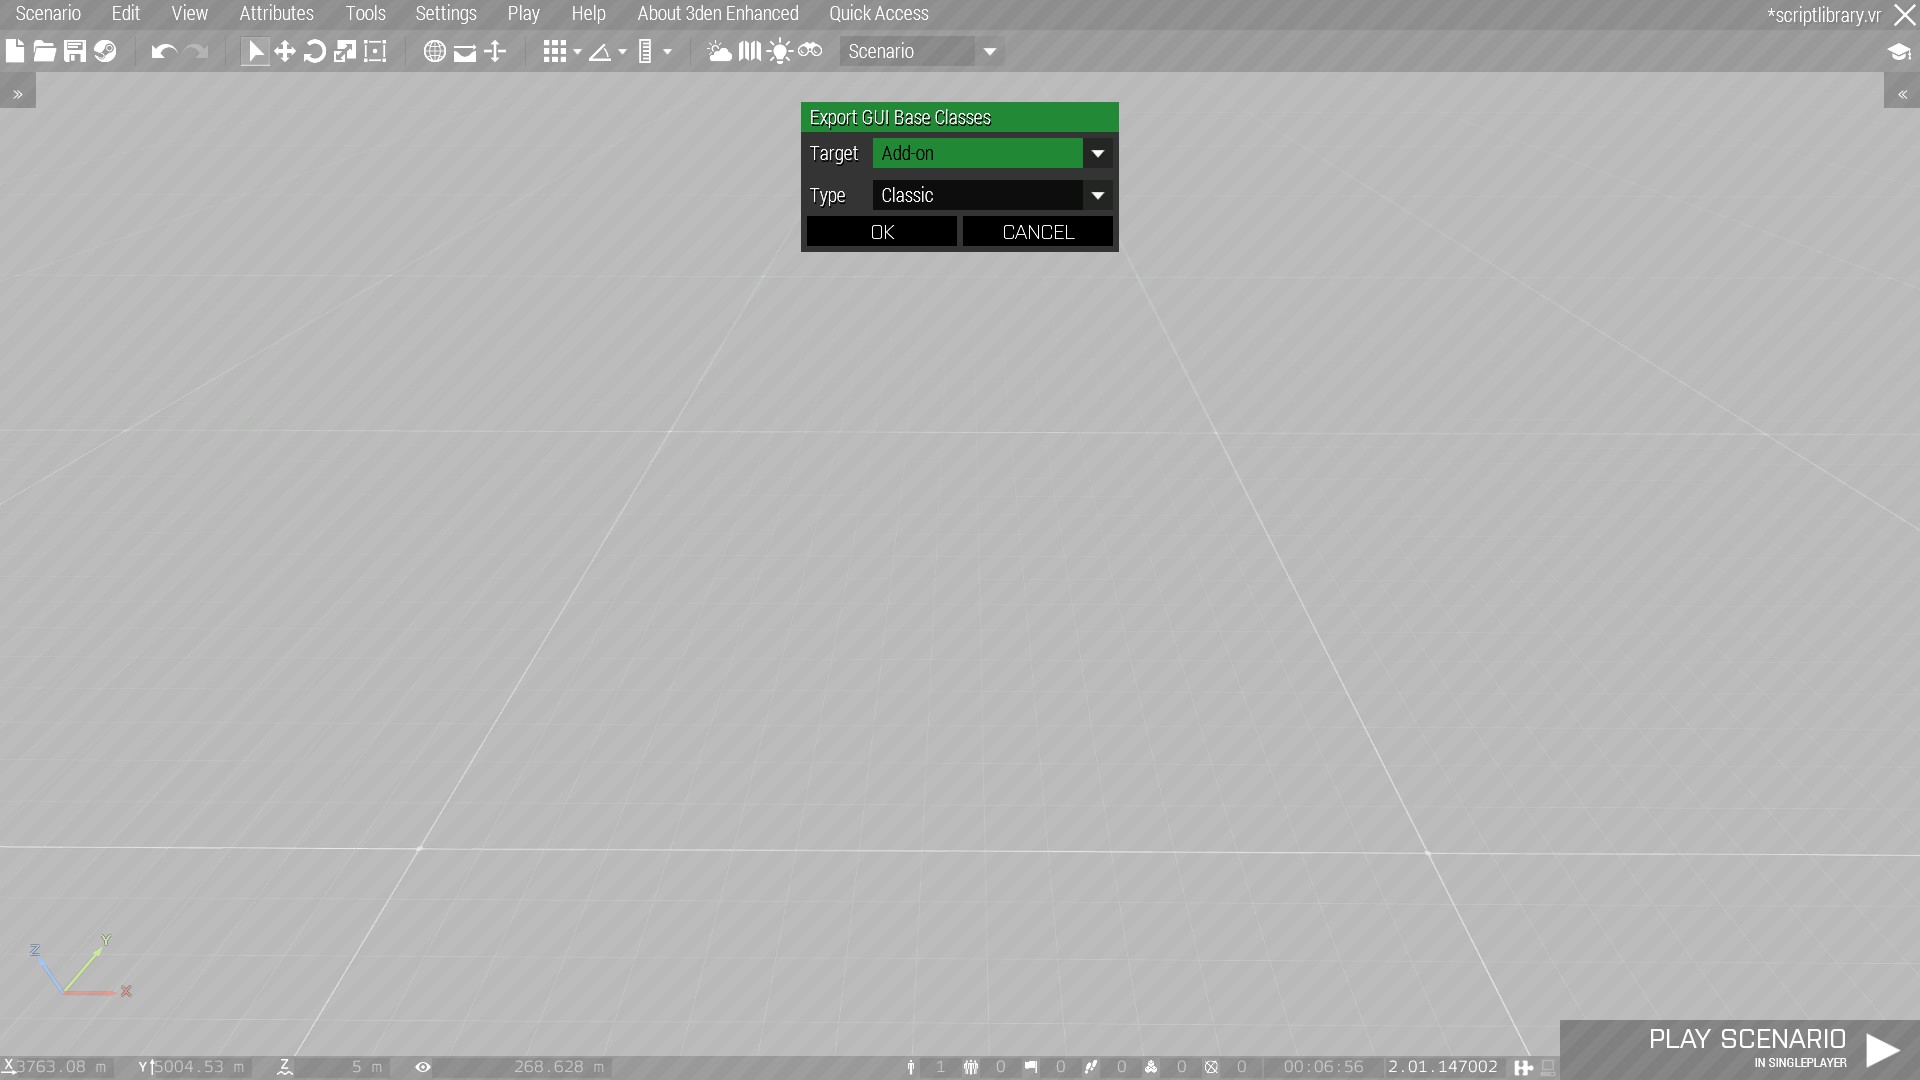 Scenario Edit View Attributes Tools Settings Play Help About 3den Enhanced Quick Access *scriptlibrary.vr
Scenario
Export GUI Base Classes
Target Add-on
Type Classic
OK CANCEL
Z Y X
PLAY SCENARIO
IN SINGLEPLAYER
X 3763.08 m Y 5004.53 m Z 5 m 268.628 m 1 0 0 0 0 0 00:06:56 2.01.147002